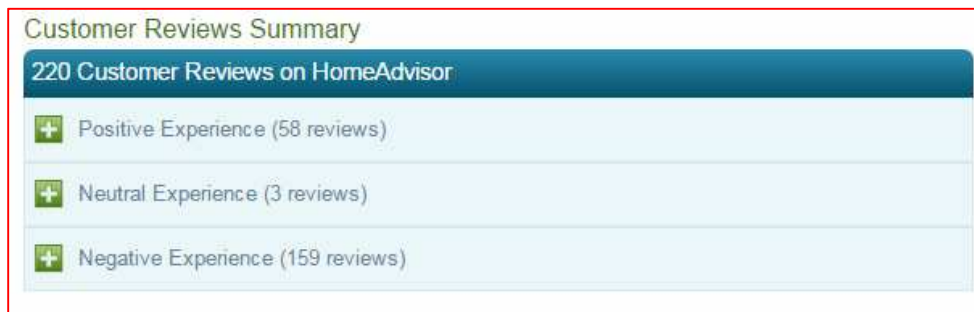 Customer Reviews Summary
220 Customer Reviews on HomeAdvisor
Positive Experience (58 reviews)
Neutral Experience (3 reviews)
Negative Experience (159 reviews)